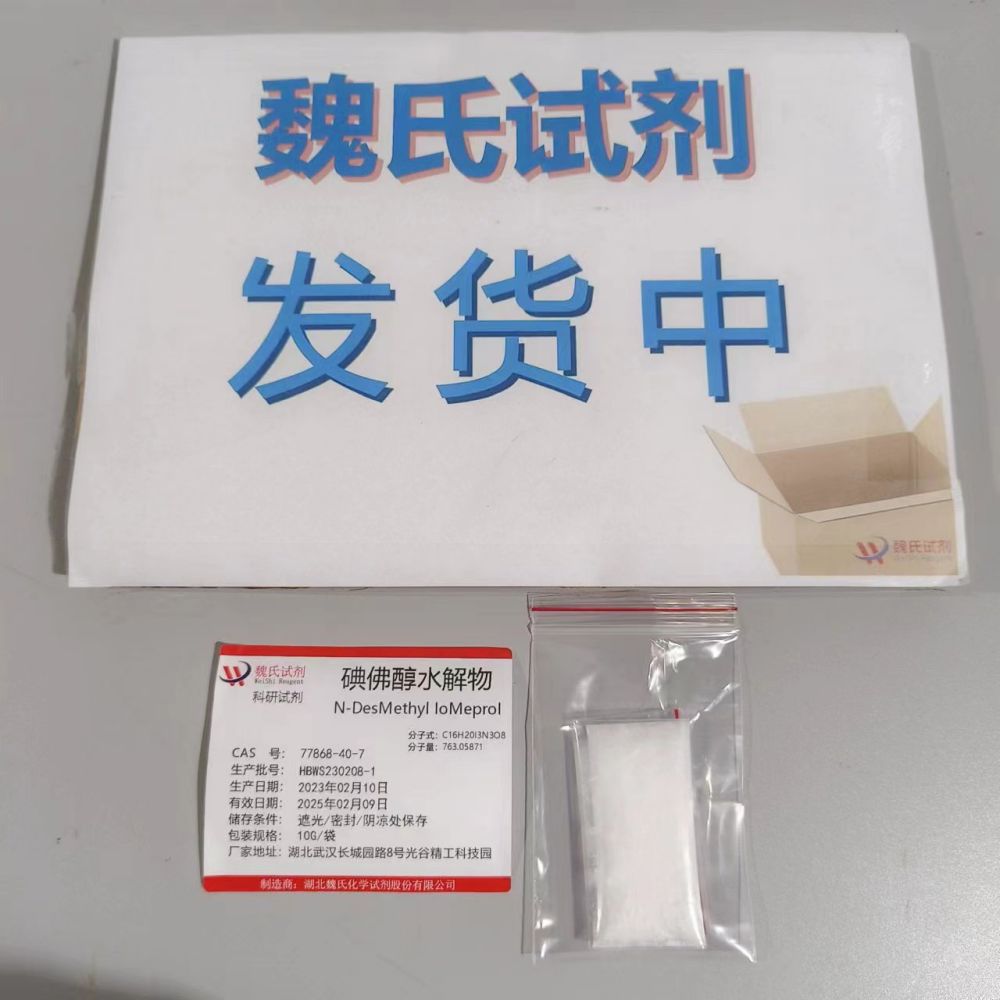 魏氏试剂
发货中
魏氏试剂
魏氏试剂
WeiShi Reagent
科研试剂
碘佛醇水解物
N-DesMethyl IoMeprol
分子式: C16H20I3N3O8
分子量: 763.05871
CAS 号: 77868-40-7
生产批号: HBWS230208-1
生产日期: 2023年02月10日
有效日期: 2025年02月09日
储存条件: 遮光/密封/阴凉处保存
包装规格: 10G/袋
厂家地址: 湖北武汉长城园路8号光谷精工科技园
制造商：湖北魏氏化学试剂股份有限公司